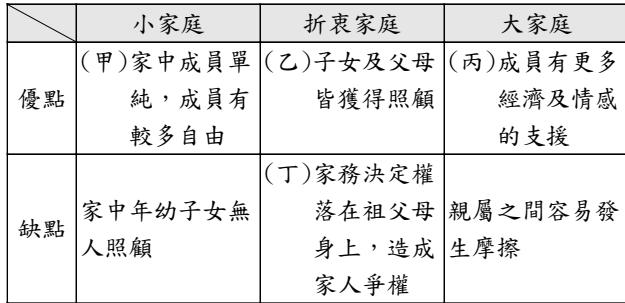 小家庭 折衷家庭 大家庭
優點
(甲)家中成員單
純，成員有
較多自由
(乙)子女及父母
皆獲得照顧
(丙)成員有更多
經濟及情感
的支援
缺點
家中年幼子女無
人照顧
(丁)家務決定權
落在祖父母
身上，造成
家人爭權
親屬之間容易發
生摩擦